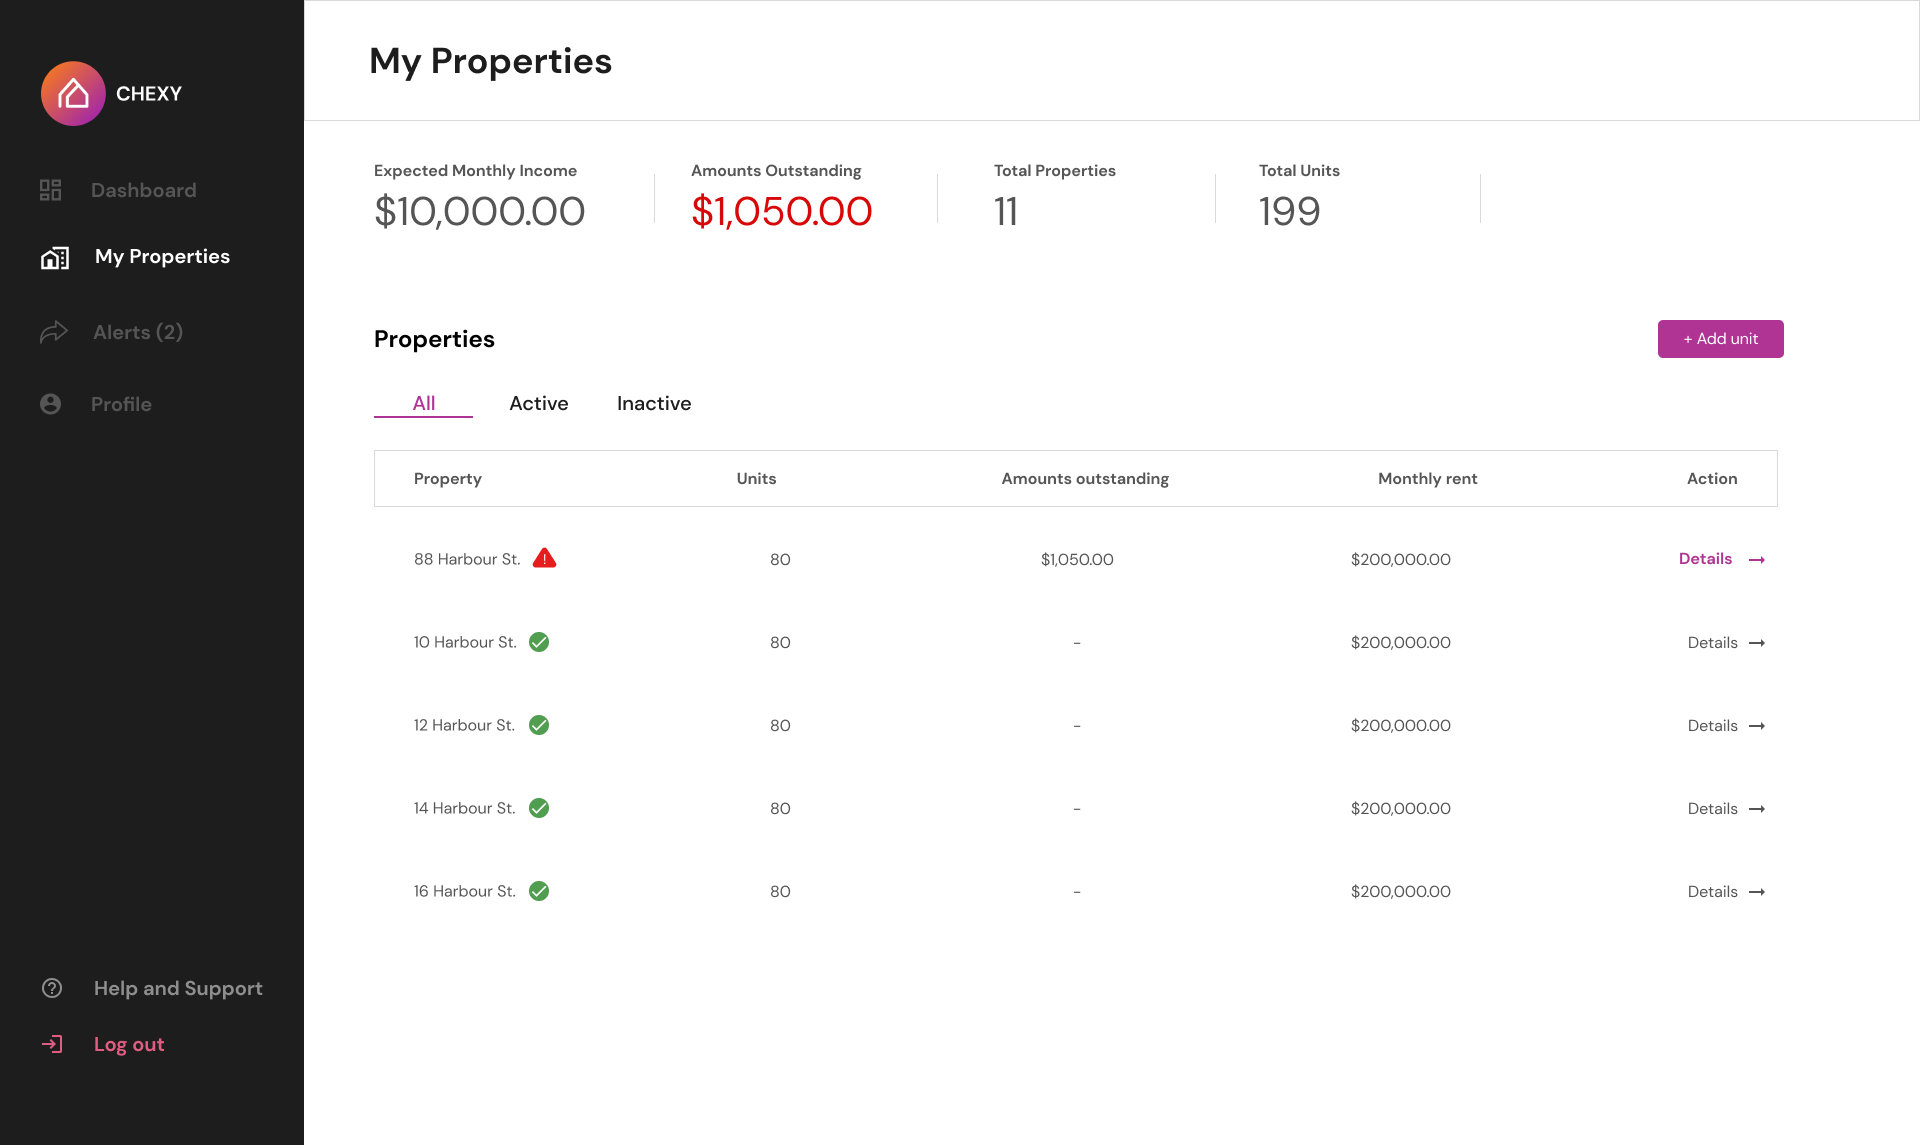 CHEXY
Dashboard
My Properties
Alerts (2)
Profile
Help and Support
Log out
My Properties
Expected Monthly Income
$10,000.00
Amounts Outstanding
$1,050.00
Total Properties
11
Total Units
199
Properties
+ Add unit
All Active Inactive
Property Units Amounts outstanding Monthly rent Action
88 Harbour St. 80 $1,050.00 $200,000.00 Details
10 Harbour St. 80 - $200,000.00 Details
12 Harbour St. 80 - $200,000.00 Details
14 Harbour St. 80 - $200,000.00 Details
16 Harbour St. 80 - $200,000.00 Details